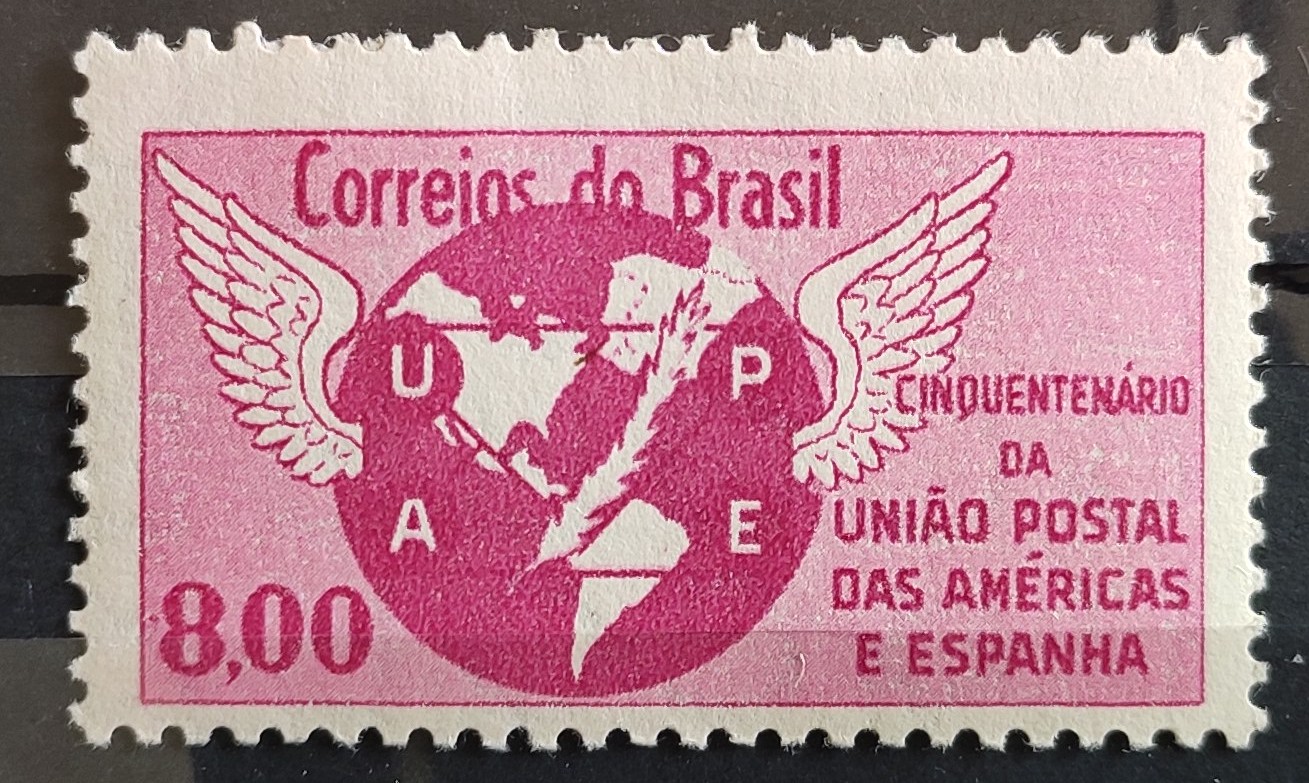 Correios do Brasil
U P
A E
CINQUENTENÁRIO
DA
UNIÃO POSTAL
DAS AMÉRICAS
E ESPANHA
8,00